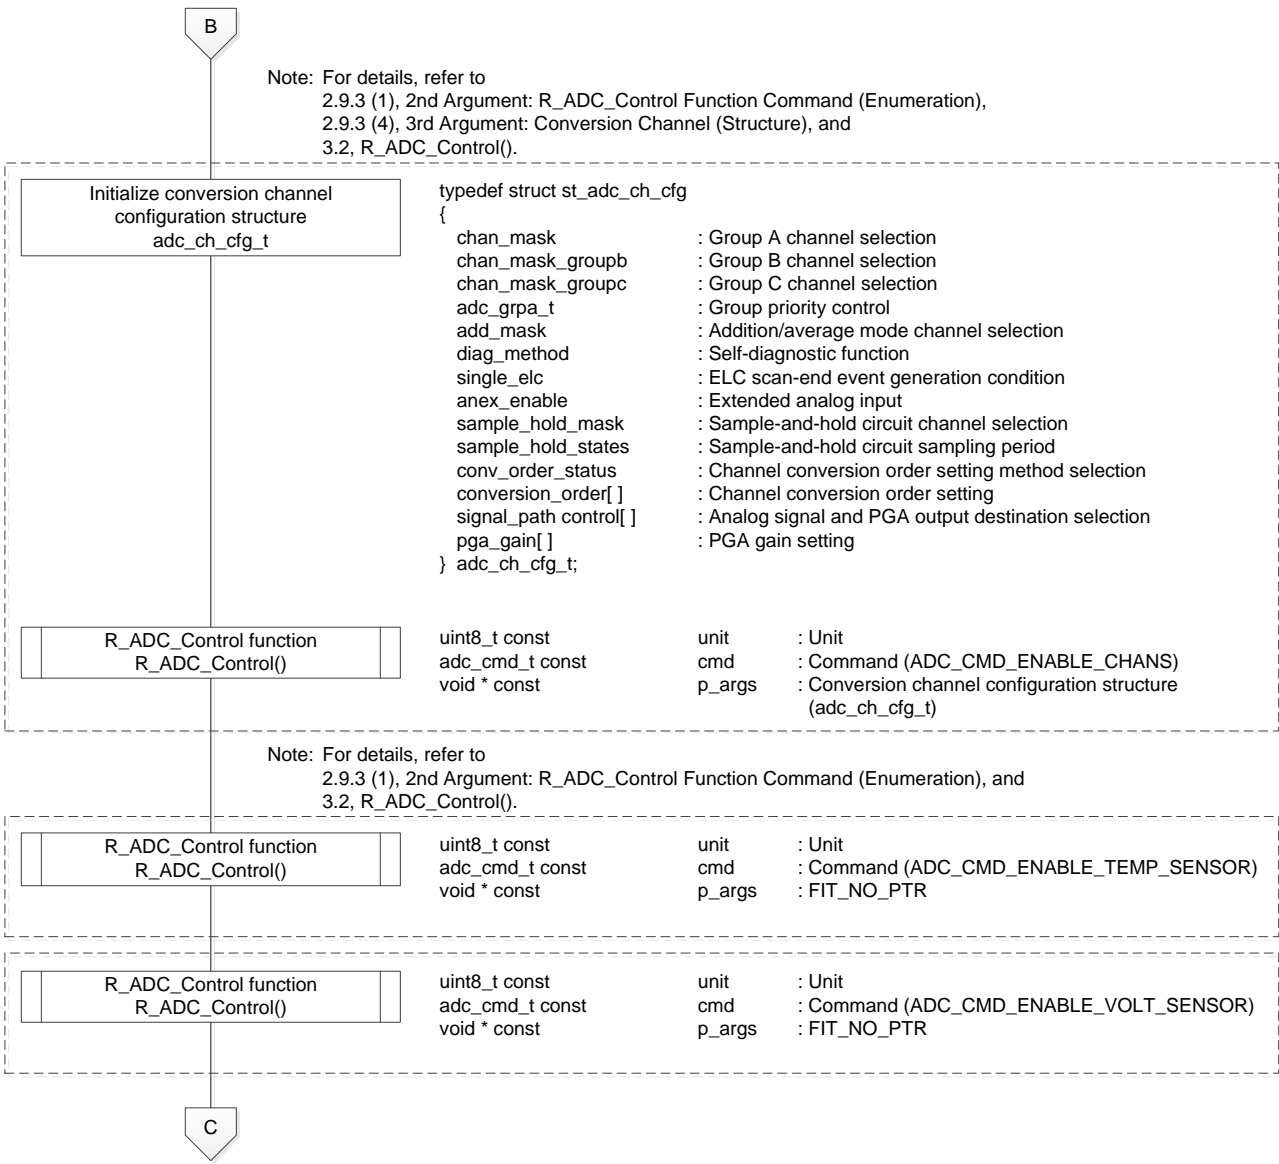 B
Note: For details, refer to
2.9.3 (1), 2nd Argument: R_ADC_Control Function Command (Enumeration),
2.9.3 (4), 3rd Argument: Conversion Channel (Structure), and
3.2, R_ADC_Control().
Initialize conversion channel
configuration structure
adc_ch_cfg_t
typedef struct st_adc_ch_cfg
{
chan_mask : Group A channel selection
chan_mask_groupb : Group B channel selection
chan_mask_groupc : Group C channel selection
adc_grpa_t : Group priority control
add_mask : Addition/average mode channel selection
diag_method : Self-diagnostic function
single_elc : ELC scan-end event generation condition
anex_enable : Extended analog input
sample_hold_mask : Sample-and-hold circuit channel selection
sample_hold_states : Sample-and-hold circuit sampling period
conv_order_status : Channel conversion order setting method selection
conversion_order[ ] : Channel conversion order setting
signal_path control[ ] : Analog signal and PGA output destination selection
pga_gain[ ] : PGA gain setting
} adc_ch_cfg_t;
R_ADC_Control function
R_ADC_Control()
uint8_t const unit : Unit
adc_cmd_t const cmd : Command (ADC_CMD_ENABLE_CHANS)
void * const p_args : Conversion channel configuration structure
(adc_ch_cfg_t)
Note: For details, refer to
2.9.3 (1), 2nd Argument: R_ADC_Control Function Command (Enumeration), and
3.2, R_ADC_Control().
R_ADC_Control function
R_ADC_Control()
uint8_t const unit : Unit
adc_cmd_t const cmd : Command (ADC_CMD_ENABLE_TEMP_SENSOR)
void * const p_args : FIT_NO_PTR
R_ADC_Control function
R_ADC_Control()
uint8_t const unit : Unit
adc_cmd_t const cmd : Command (ADC_CMD_ENABLE_VOLT_SENSOR)
void * const p_args : FIT_NO_PTR
C